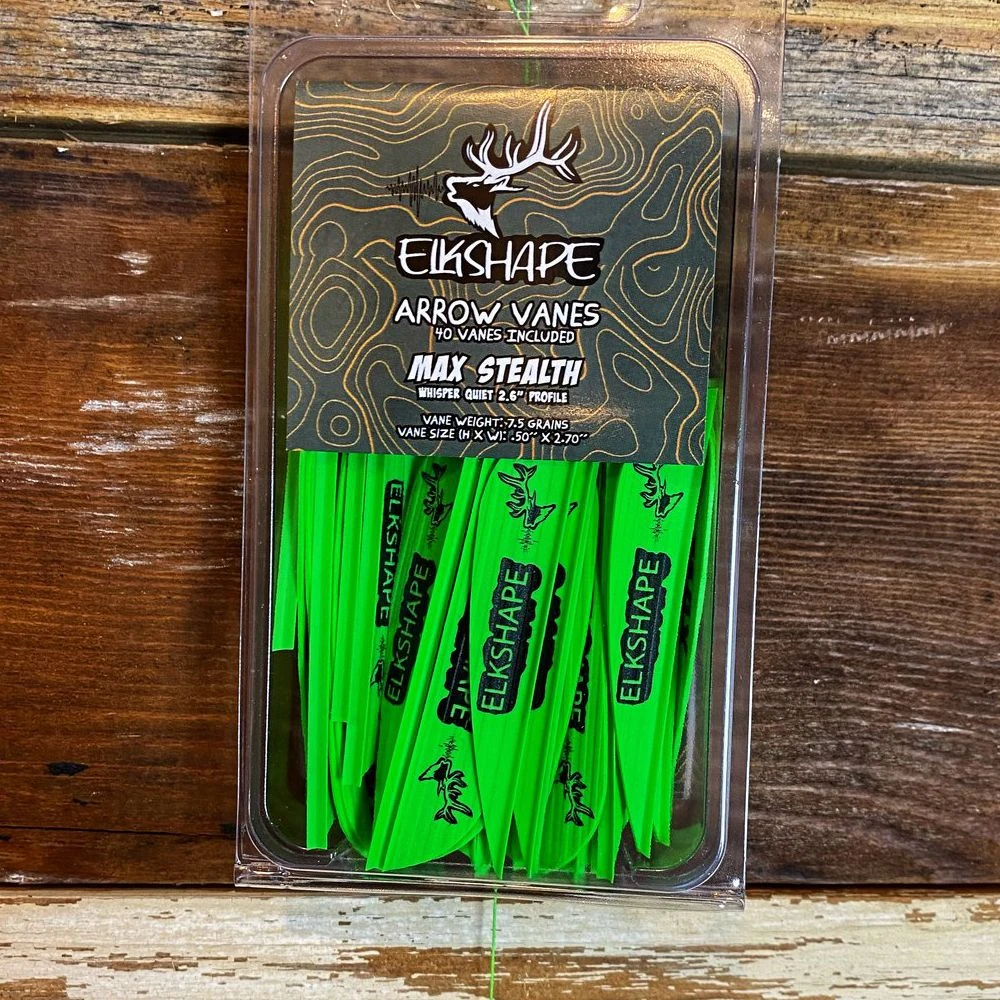 ELKSHAPE
ARROW VANES
40 VANES INCLUDED
MAX STEALTH
WHISPER QUIET 2.6" PROFILE
VANE WEIGHT: 7.5 GRAINS
VANE SIZE (H X W): .50" X 2.70"
ELKSHAPE
ELKSHAPE
ELKSHAPE
ELKSHAPE